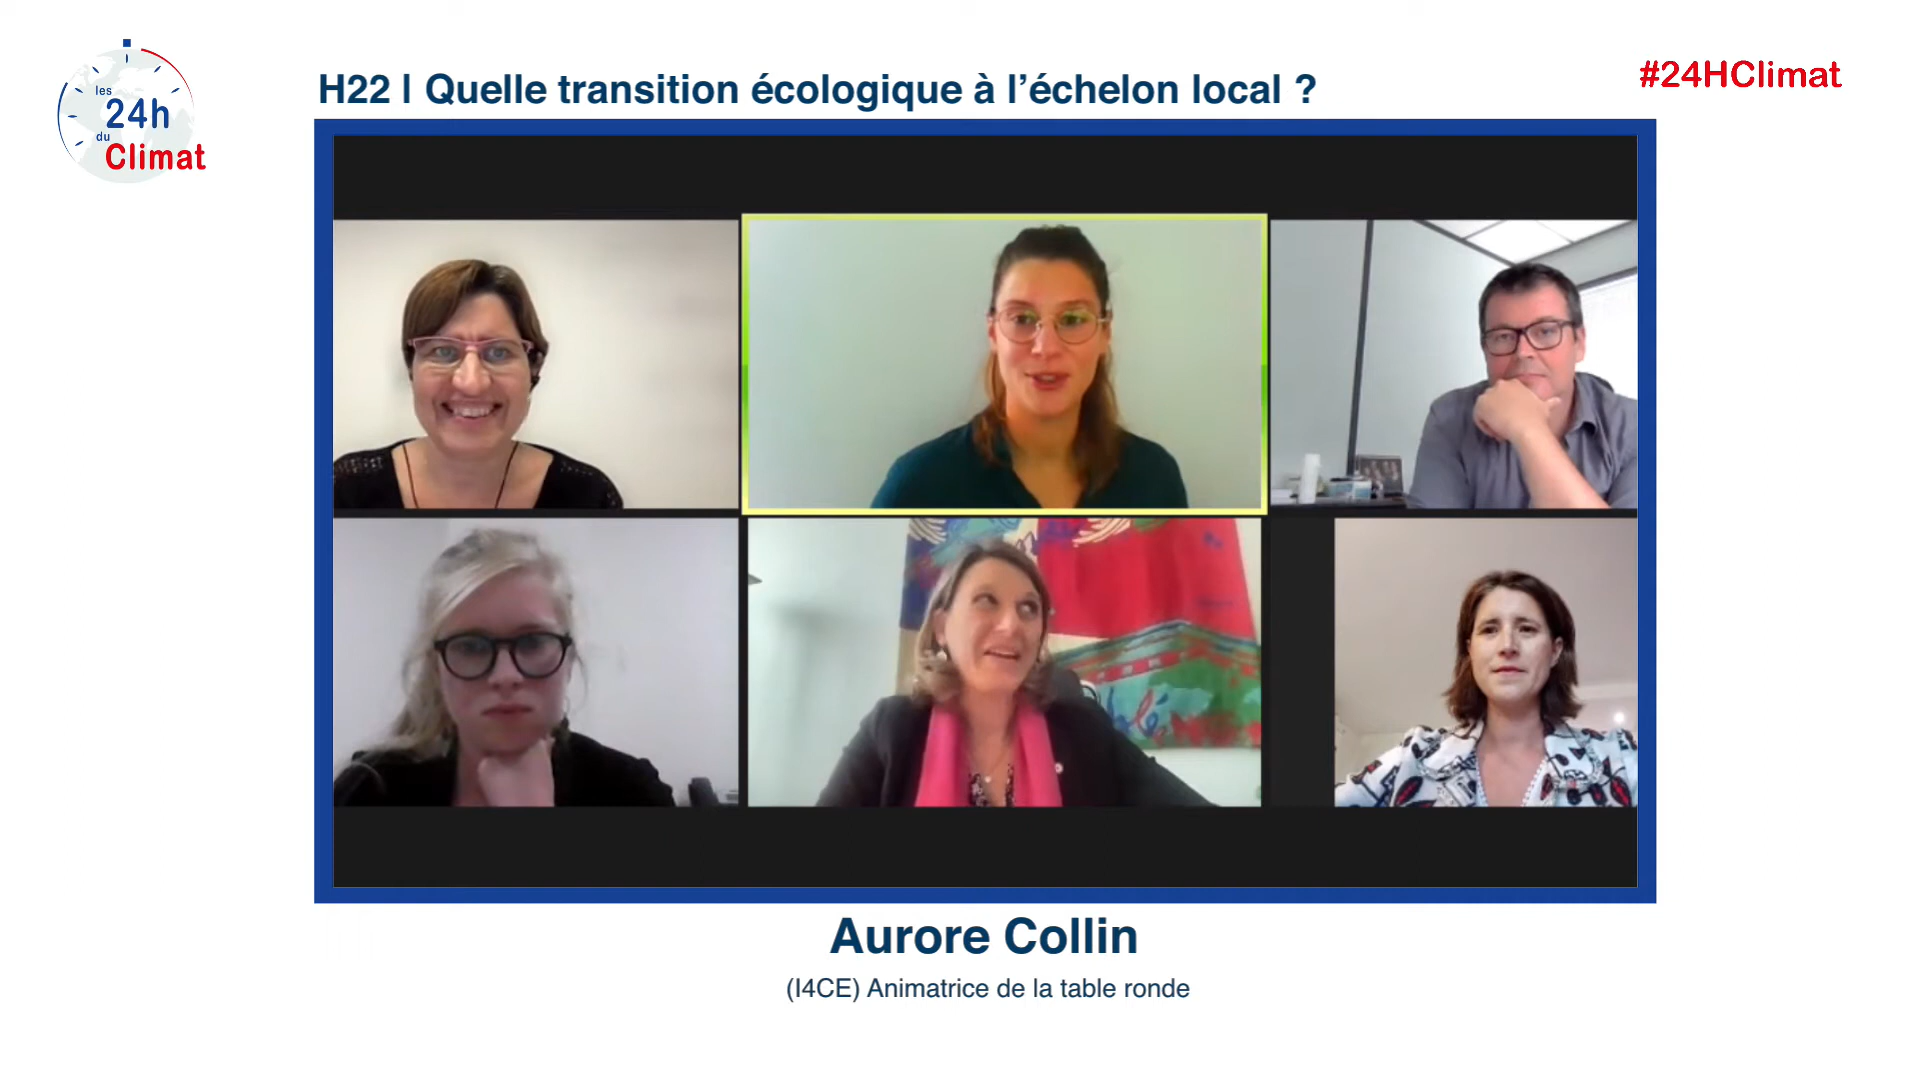 les
24h
du
Climat
H22 | Quelle transition écologique à l'échelon local ?
#24HClimat
Aurore Collin
(I4CE) Animatrice de la table ronde